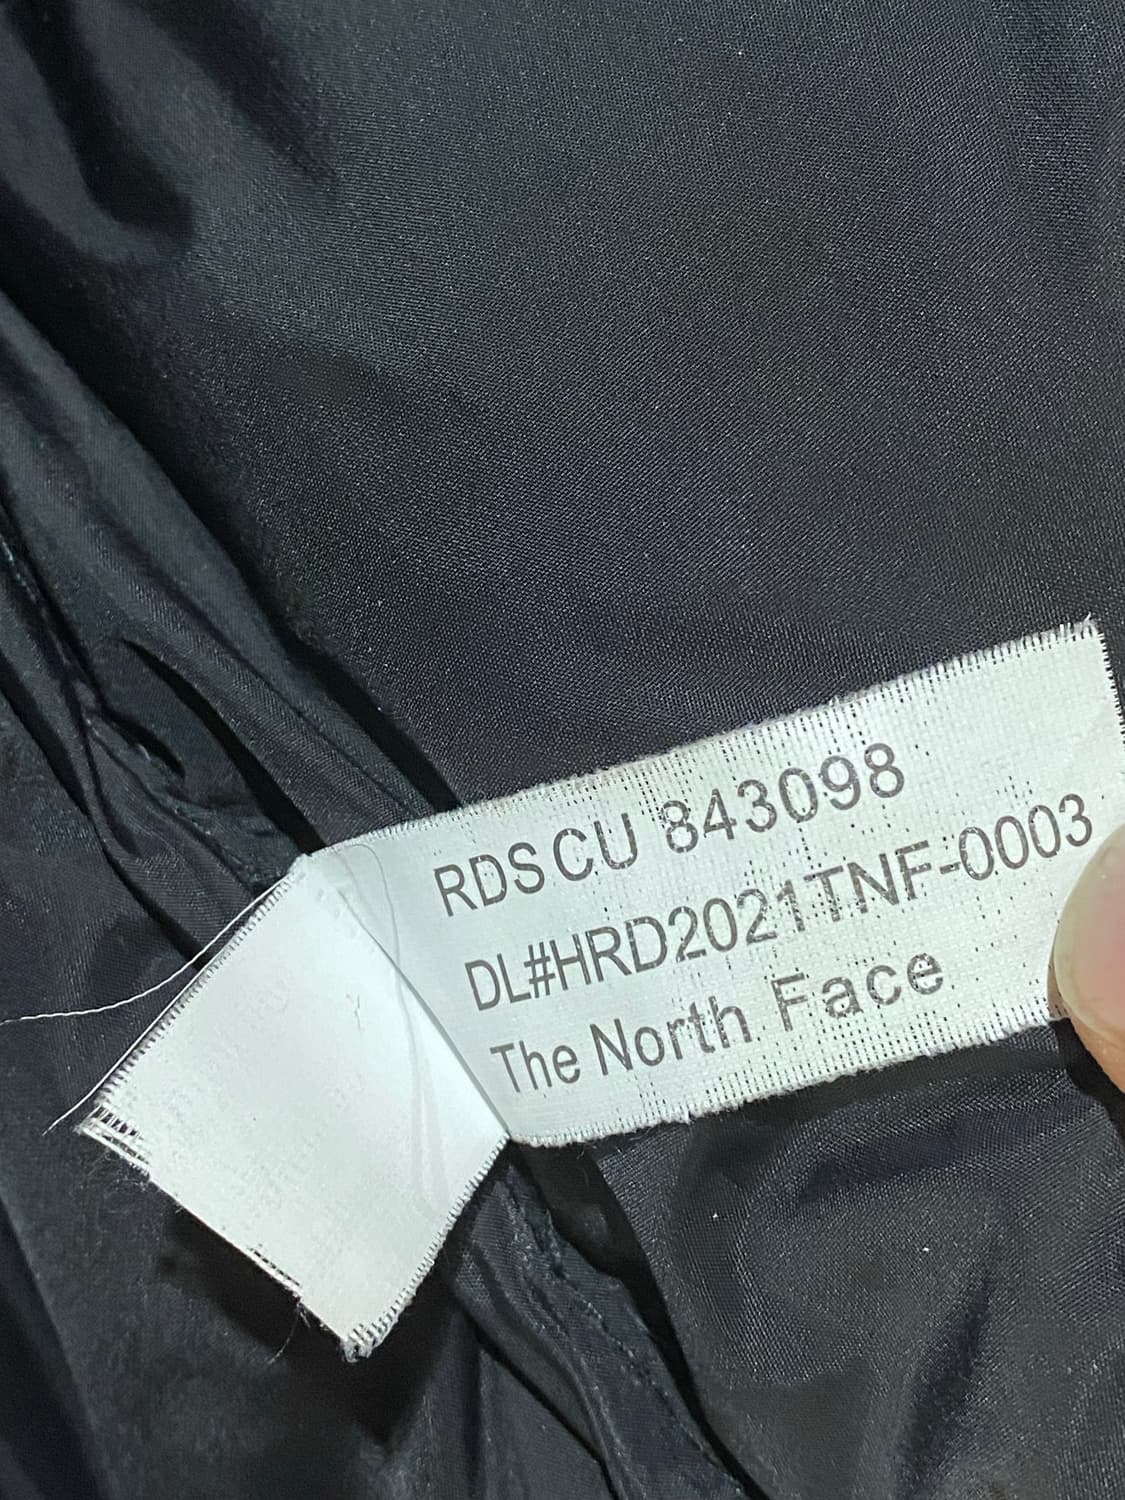 RDS CU 843098
DL#HRD2021TNF-0003
The North Face